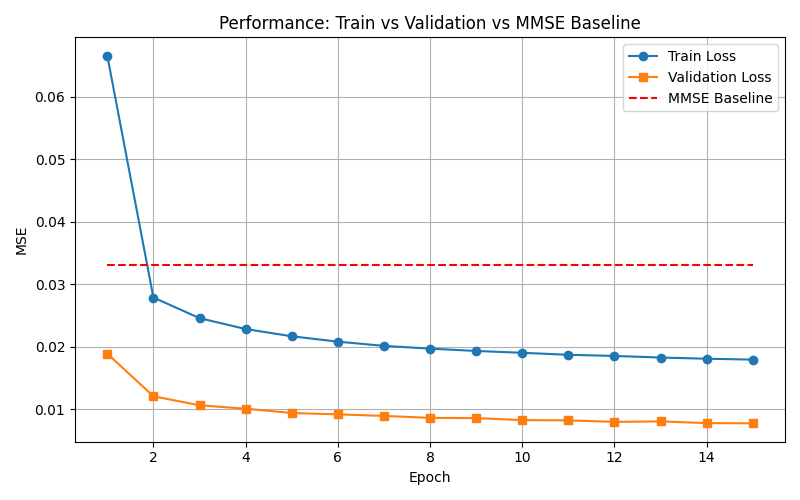 Performance: Train vs Validation vs MMSE Baseline
Train Loss
Validation Loss
MMSE Baseline
MSE
0.06
0.05
0.04
0.03
0.02
0.01
2
4
6
8
10
12
14
Epoch